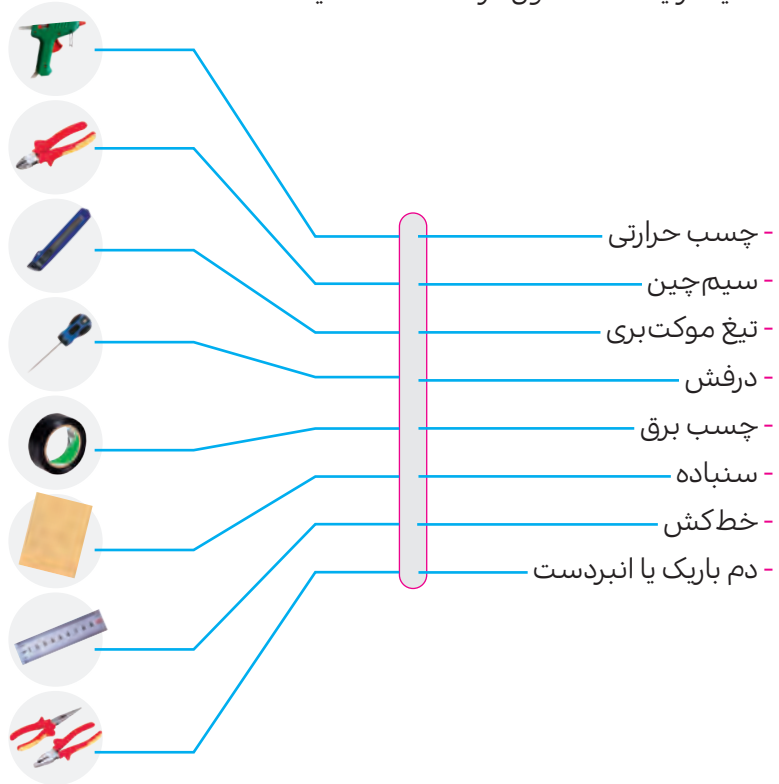 - چسب حرارتی
- سیم‌چین
- تیغ موکت‌بری
- درفش
- چسب برق
- سنباده
- خط‌کش
- دم باریک یا انبردست